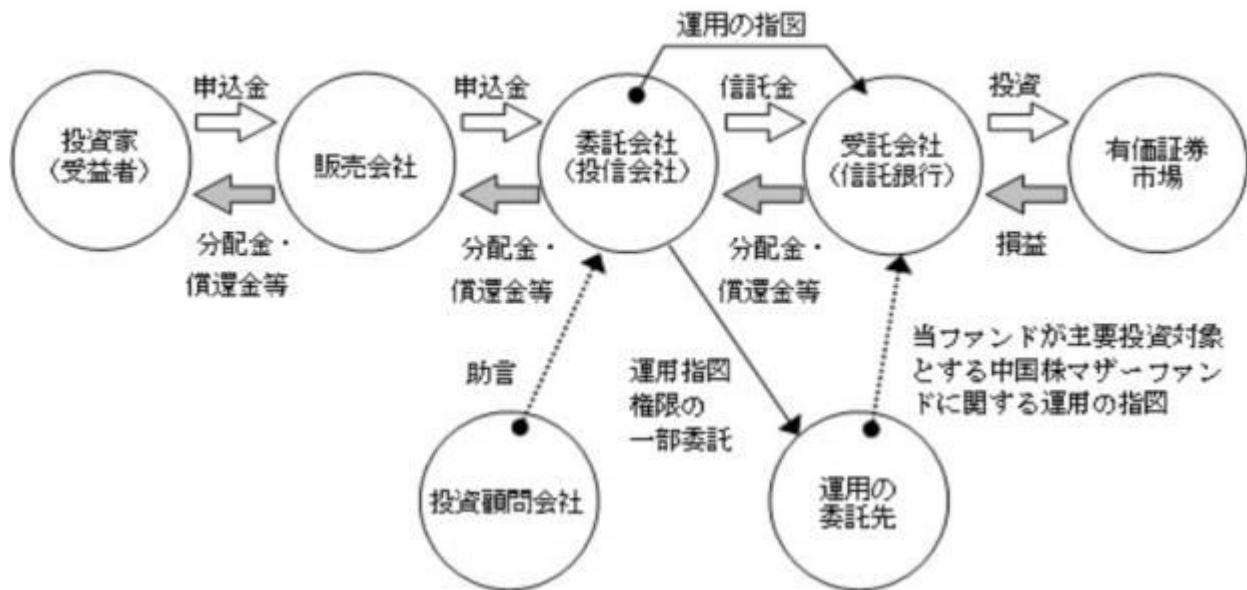 運用の指図
申込金
申込金
信託金
投資
投資家
〈受益者〉
販売会社
委託会社
〈投信会社〉
受託会社
〈信託銀行〉
有価証券
市場
分配金・
償還金等
分配金・
償還金等
分配金・
償還金等
損益
助言
運用指図
権限の
一部委託
当ファンドが主要投資対象
とする中国株マザーファン
ドに関する運用の指図
投資顧問会社
運用の
委託先